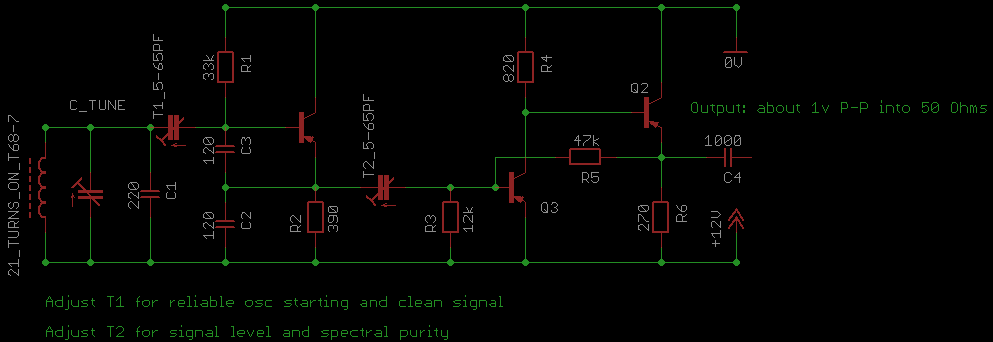 21_TURNS_ON_T68-7
C_TUNE
220
C1
T1_5-65PF
33k
R1
120
C3
120
C2
R2
390
T2_5-65PF
R3
12k
820
R4
47k
R5
Q3
Q2
0V
Output: about 1v P-P into 50 Ohms
1000
C4
270
R6
+12V
Adjust T1 for reliable osc starting and clean signal
Adjust T2 for signal level and spectral purity